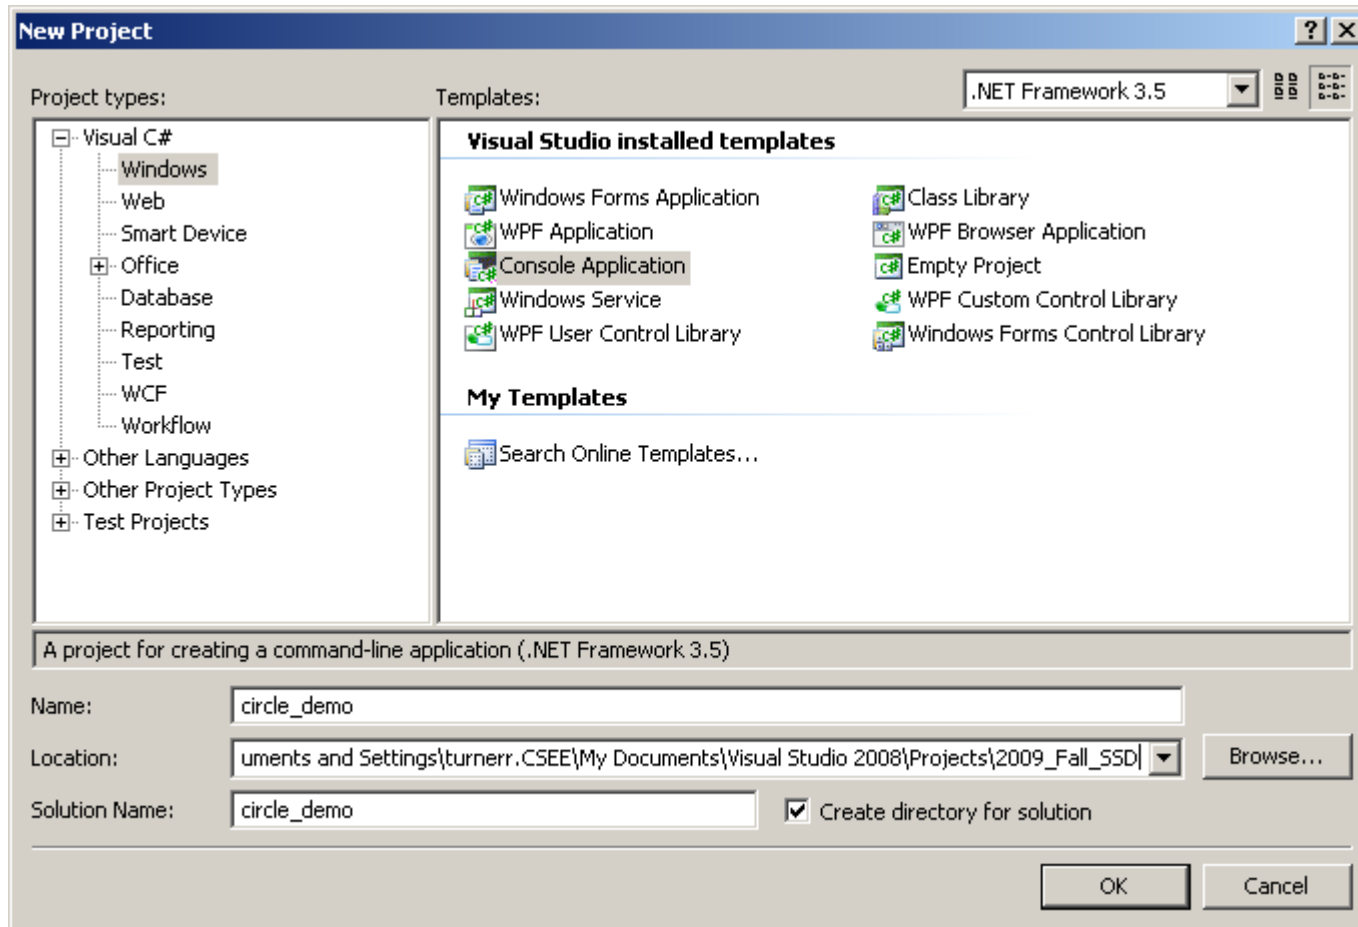 New Project
Project types:
Templates:
.NET Framework 3.5
Visual C#
Windows
Web
Smart Device
Office
Database
Reporting
Test
WCF
Workflow
Other Languages
Other Project Types
Test Projects
Visual Studio installed templates
Windows Forms Application
Class Library
WPF Application
WPF Browser Application
Console Application
Empty Project
Windows Service
WPF Custom Control Library
WPF User Control Library
Windows Forms Control Library
My Templates
Search Online Templates...
A project for creating a command-line application (.NET Framework 3.5)
Name:
circle_demo
Location:
uments and Settings\turnerr.CSEE\My Documents\Visual Studio 2008\Projects\2009_Fall_SSD
Browse...
Solution Name:
circle_demo
Create directory for solution
OK
Cancel